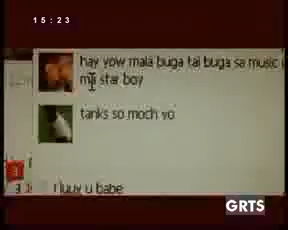 15:23
hay yow mala buga tai buga sa music
mai star boy
tanks so moch yo
I luuv u babe
GRTS